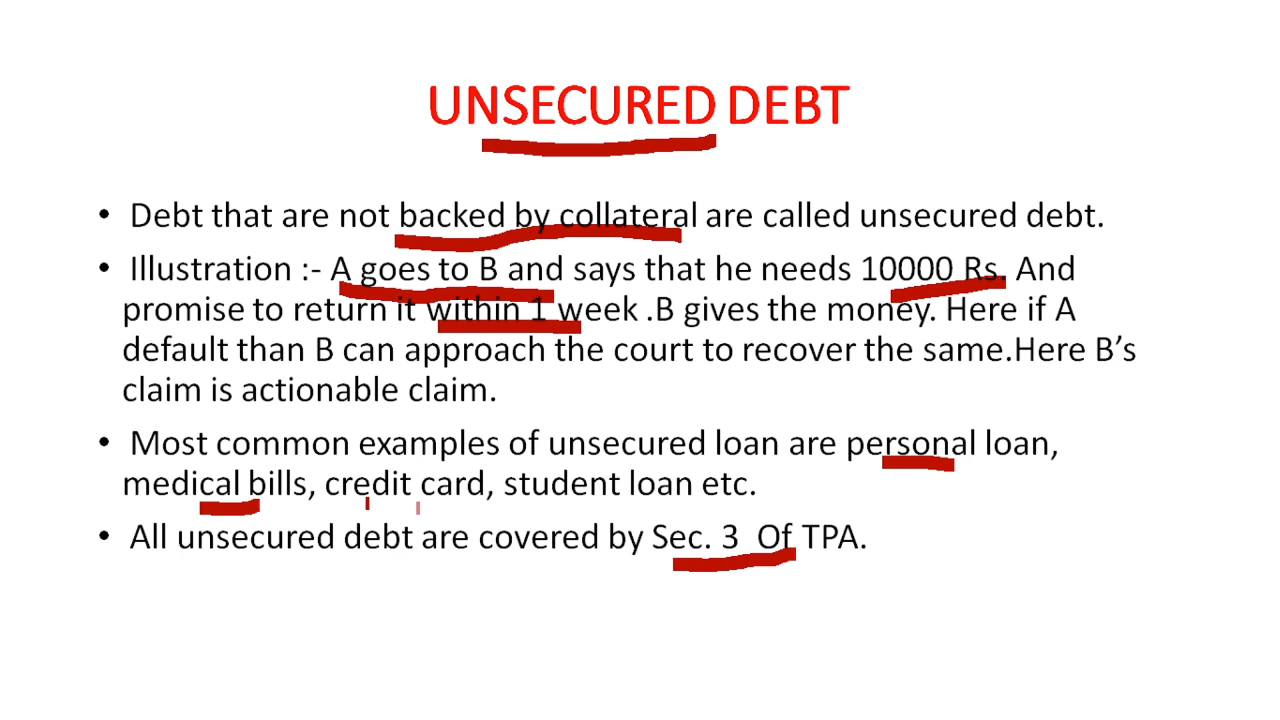 UNSECURED DEBT
• Debt that are not backed by collateral are called unsecured debt.
• Illustration :- A goes to B and says that he needs 10000 Rs. And
promise to return it within 1 week .B gives the money. Here if A
default than B can approach the court to recover the same.Here B’s
claim is actionable claim.
• Most common examples of unsecured loan are personal loan,
medical bills, credit card, student loan etc.
• All unsecured debt are covered by Sec. 3 Of TPA.